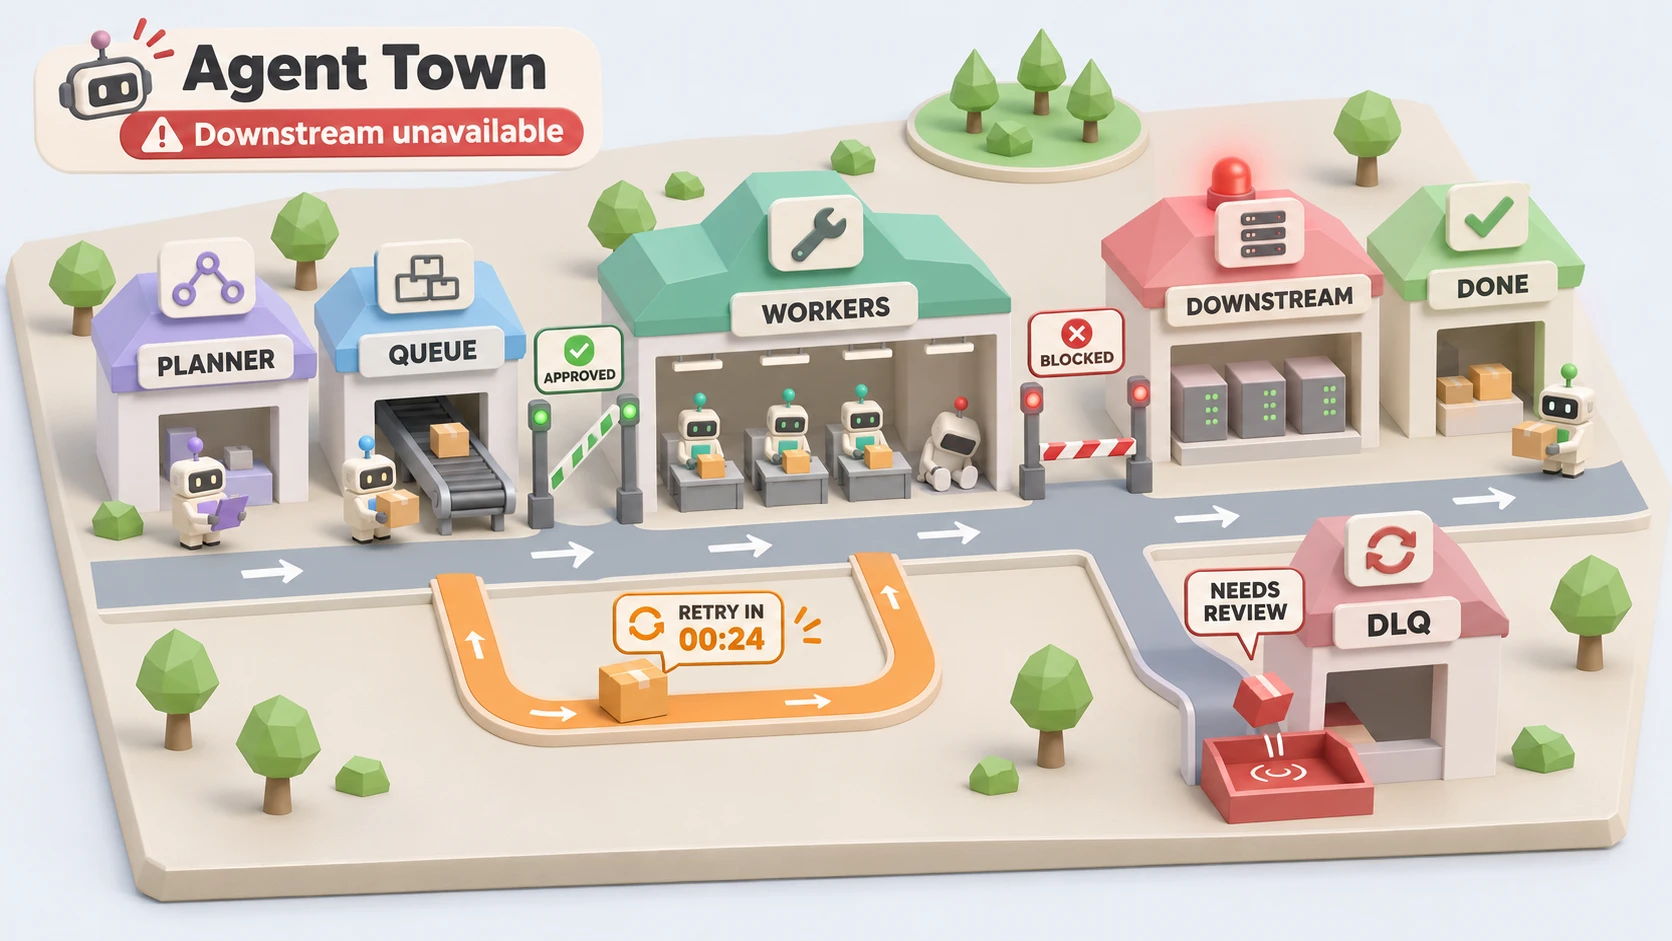 Agent Town
Downstream unavailable
PLANNER
QUEUE
APPROVED
WORKERS
BLOCKED
DOWNSTREAM
DONE
RETRY IN
00:24
NEEDS
REVIEW
DLQ